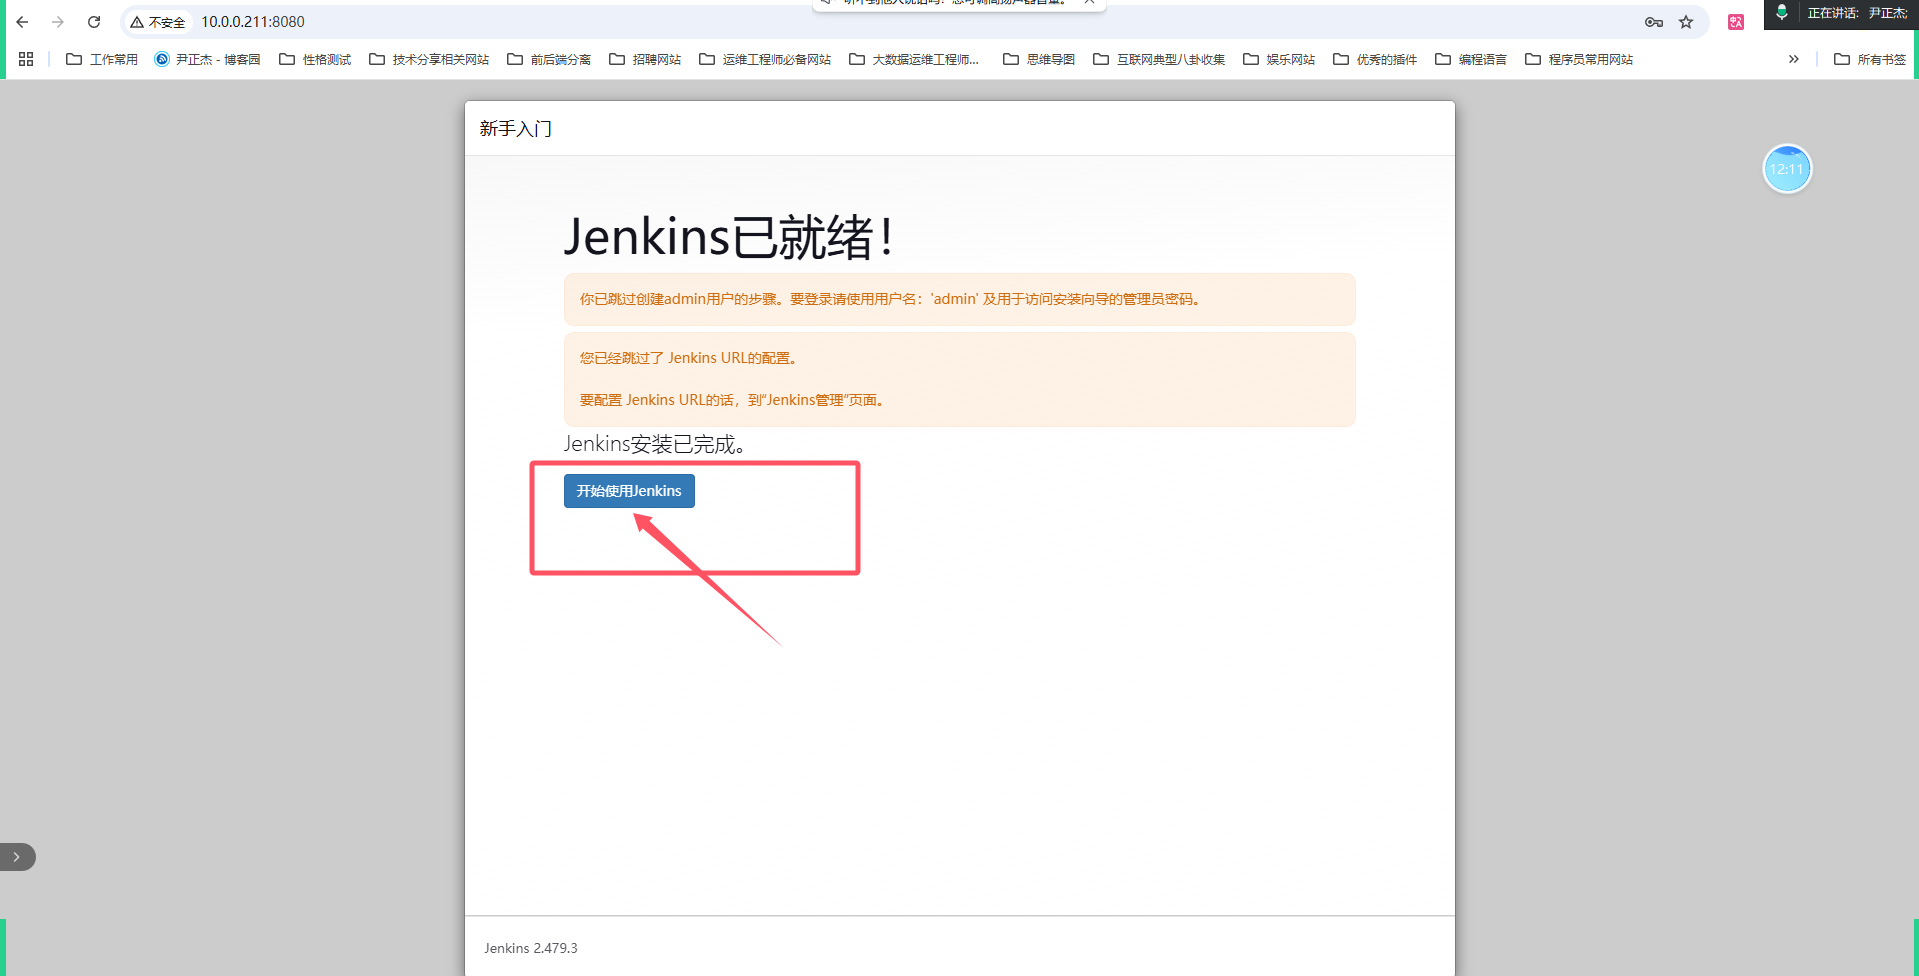 不安全
10.0.0.211:8080
正在讲话: 尹正杰;
工作常用
尹正杰 - 博客园
性格测试
技术分享相关网站
前后端分离
招聘网站
运维工程师必备网站
大数据运维工程师...
思维导图
互联网典型八卦收集
娱乐网站
优秀的插件
编程语言
程序员常用网站
所有书签
新手入门
12:11
Jenkins已就绪！
你已跳过创建admin用户的步骤。要登录请使用用户名：'admin' 及用于访问安装向导的管理员密码。
您已经跳过了 Jenkins URL的配置。
要配置 Jenkins URL的话，到“Jenkins管理”页面。
Jenkins安装已完成。
开始使用Jenkins
Jenkins 2.479.3